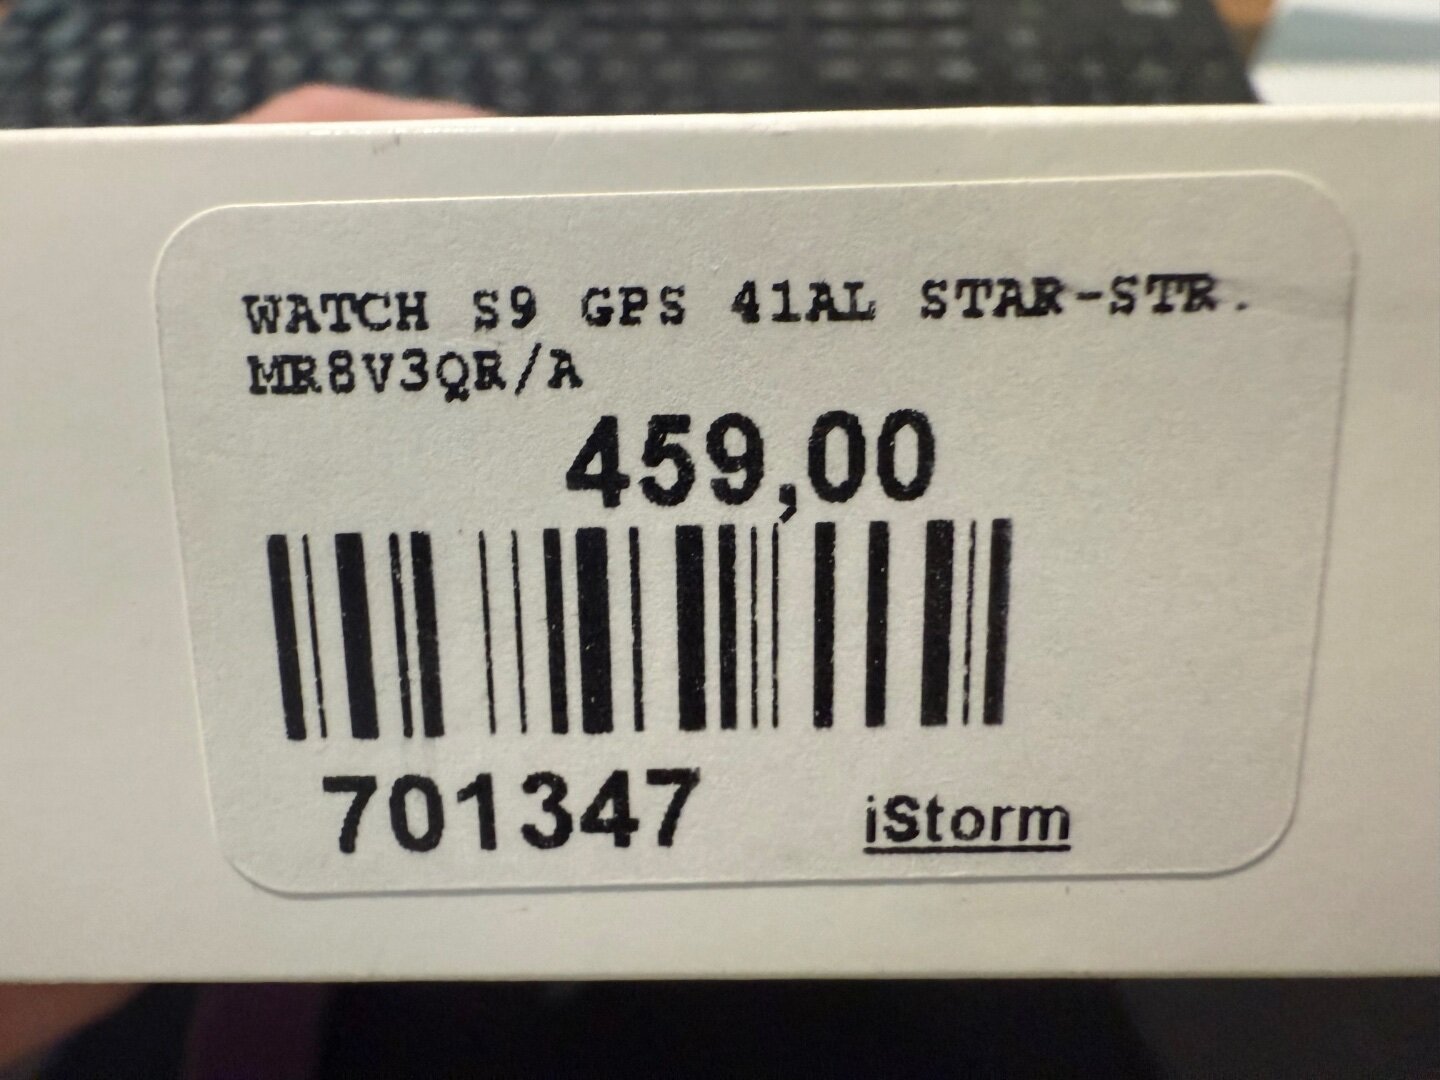 WATCH S9 GPS 41AL STAR-STR.
MR8V3QR/A
459,00
701347
iStorm